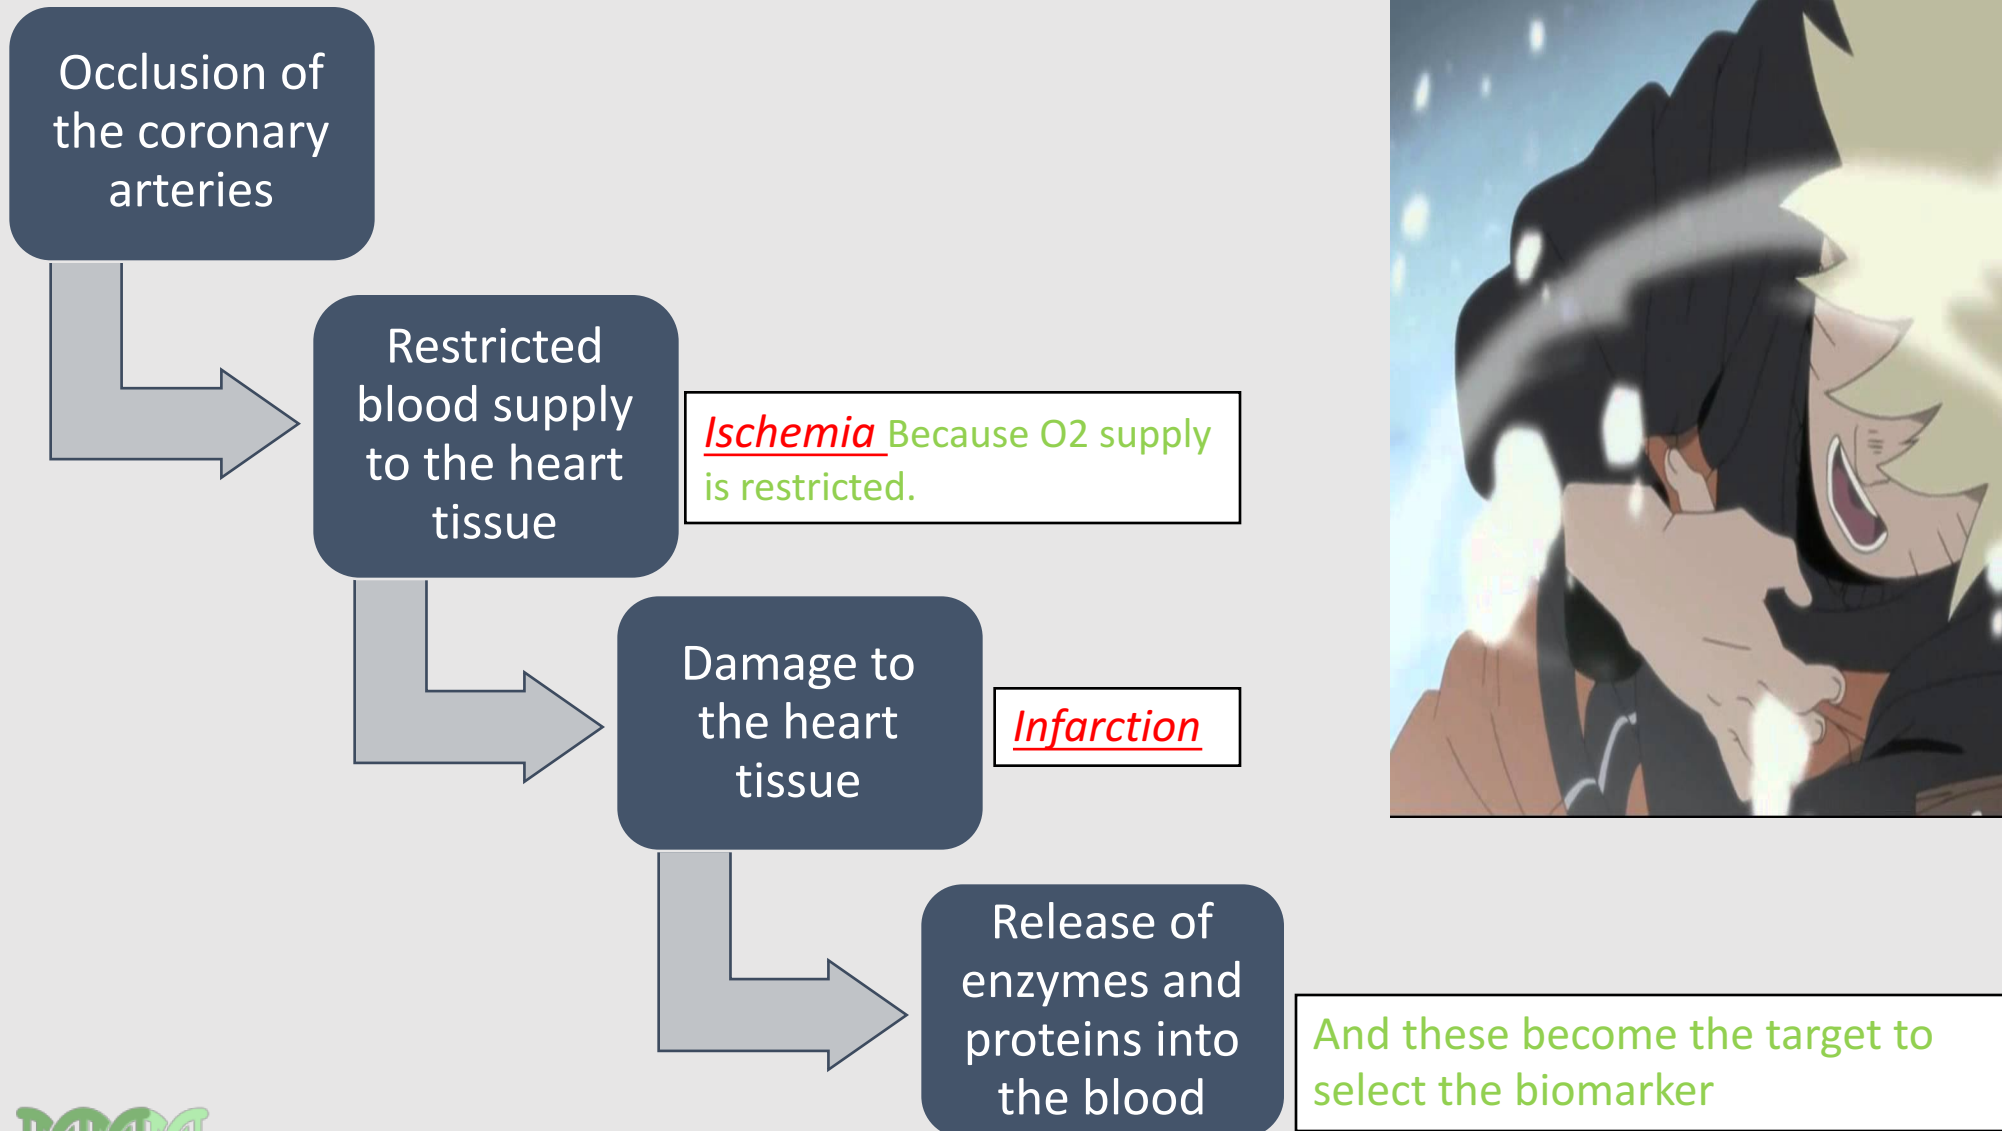 Occlusion of
the coronary
arteries
Restricted
blood supply
to the heart
tissue
Ischemia Because O2 supply
is restricted.
Damage to
the heart
tissue
Infarction
Release of
enzymes and
proteins into
the blood
And these become the target to
select the biomarker